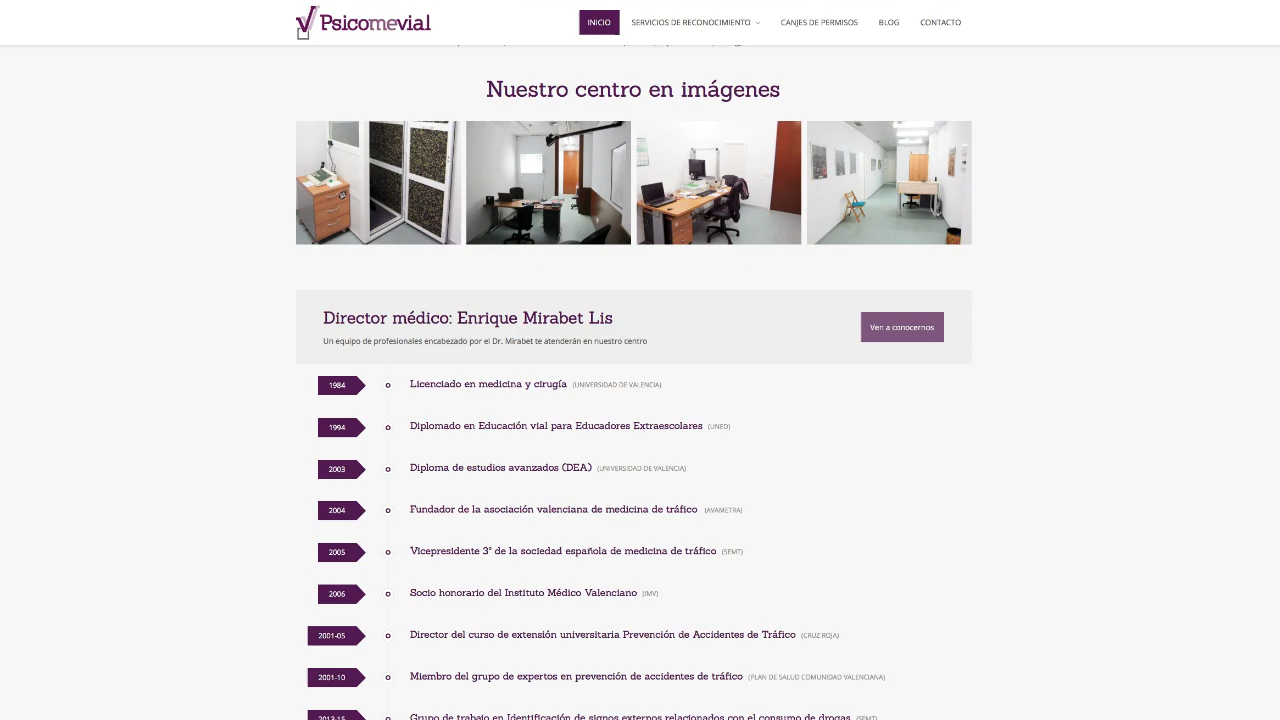 Psicomevial
INICIO
SERVICIOS DE RECONOCIMIENTO
CANJES DE PERMISOS
BLOG
CONTACTO
Nuestro centro en imágenes
Director médico: Enrique Mirabet Lis
Un equipo de profesionales encabezado por el Dr. Mirabet te atenderán en nuestro centro
Ven a conocernos
1984 Licenciado en medicina y cirugía (UNIVERSIDAD DE VALENCIA)
1994 Diplomado en Educación vial para Educadores Extraescolares (UNED)
2003 Diploma de estudios avanzados (DEA) (UNIVERSIDAD DE VALENCIA)
2004 Fundador de la asociación valenciana de medicina de tráfico (AVAMETRA)
2005 Vicepresidente 3º de la sociedad española de medicina de tráfico (SEMT)
2006 Socio honorario del Instituto Médico Valenciano (IMV)
2001-05 Director del curso de extensión universitaria Prevención de Accidentes de Tráfico (CRUZ ROJA)
2001-10 Miembro del grupo de expertos en prevención de accidentes de tráfico (PLAN DE SALUD COMUNIDAD VALENCIANA)
2013-15 Grupo de trabajo en Identificación de signos externos relacionados con el consumo de drogas (SEMT)